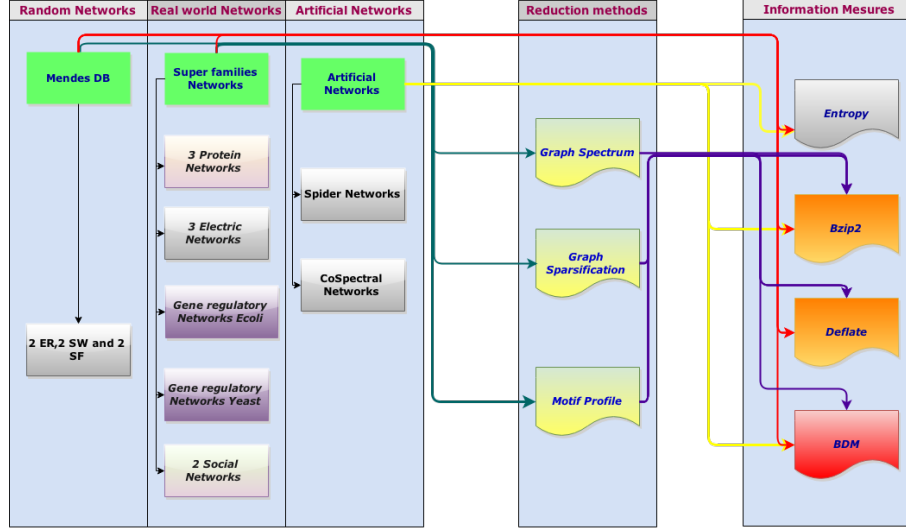 Random Networks
Real world Networks
Artificial Networks
Reduction methods
Information Mesures
Mendes DB
Super families
Networks
Artificial
Networks
Entropy
3 Protein
Networks
Graph Spectrum
Spider Networks
3 Electric
Networks
Bzip2
Graph
Sparsification
CoSpectral
Networks
Gene regulatory
Networks Ecoli
2 ER,2 SW and 2
SF
Deflate
Gene regulatory
Networks Yeast
Motif Profile
BDM
2 Social
Networks